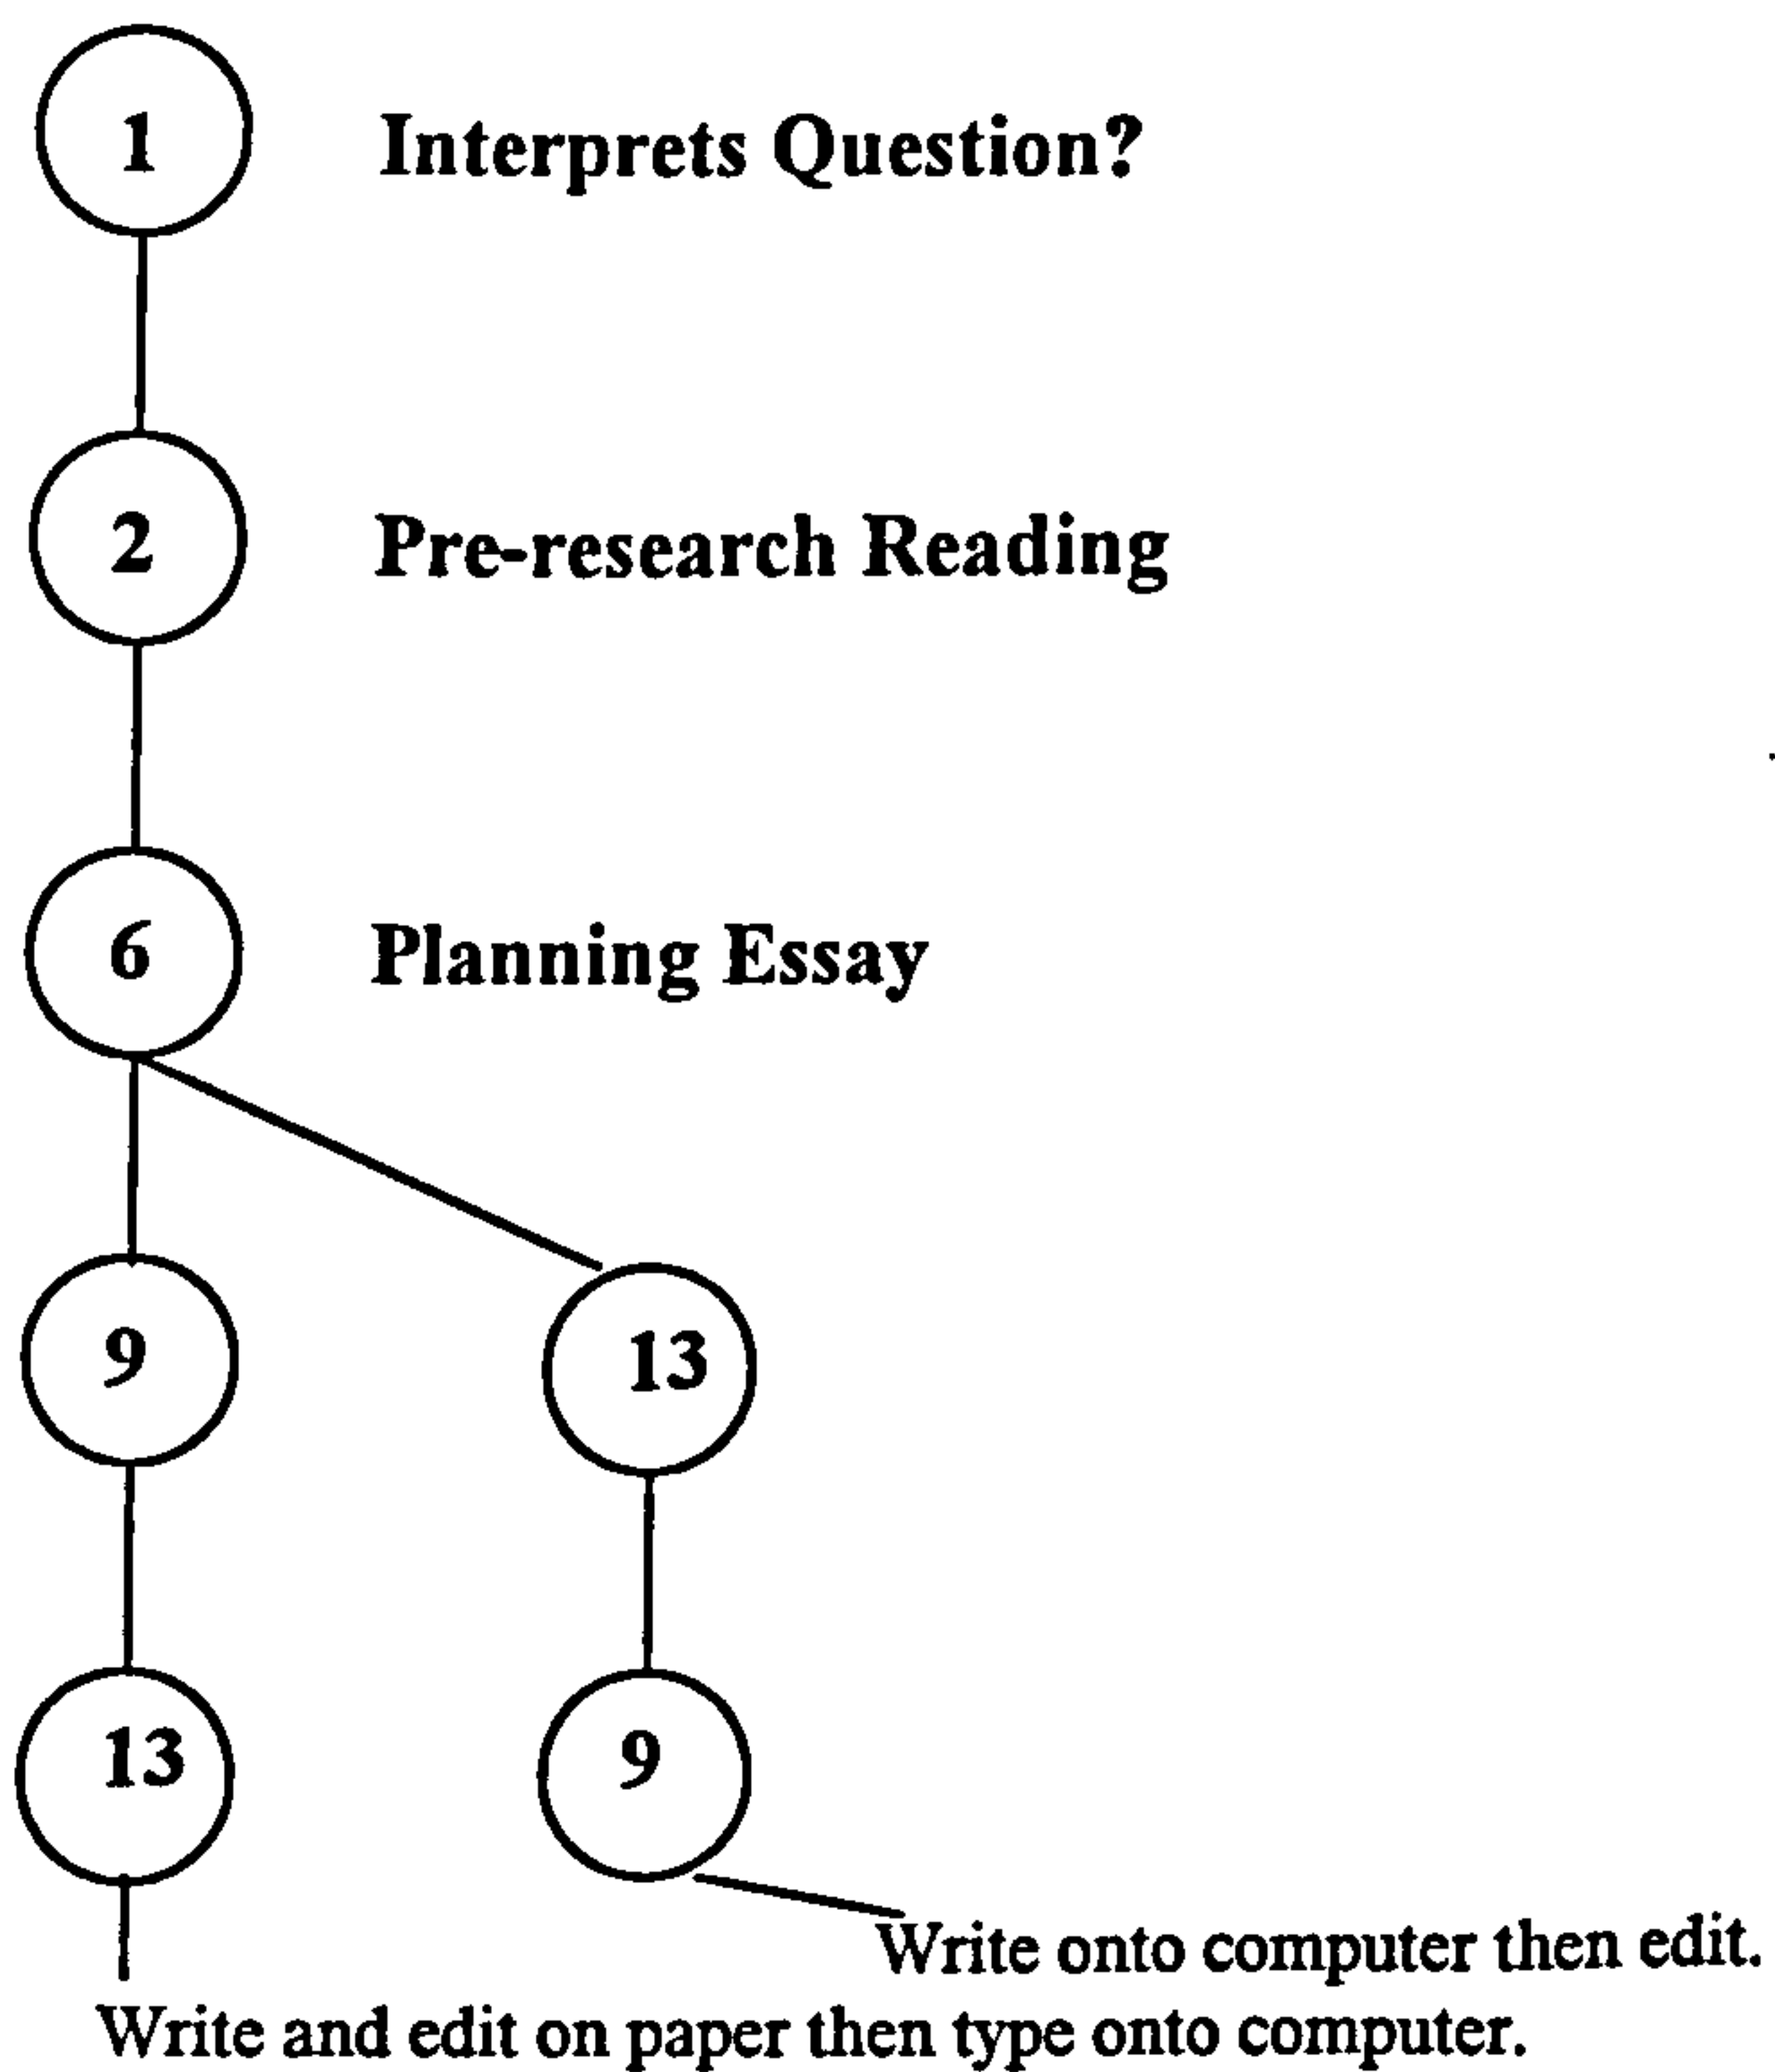 1 Interprets Question?
2 Pre-research Reading
6 Planning Essay
9 13
13 9
Write onto computer then edit.
Write and edit on paper then type onto computer.